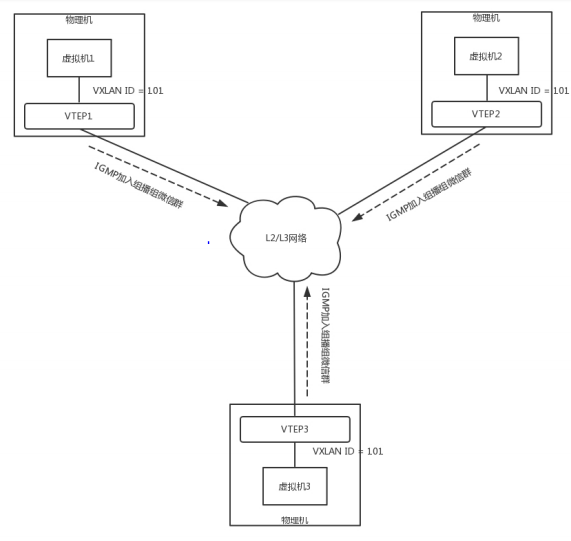 物理机
虚拟机1
VXLAN ID = 101
VTEP1
IGMP加入组播组微信群
物理机
虚拟机2
VXLAN ID = 101
VTEP2
IGMP加入组播组微信群
L2/L3网络
IGMP加入组播组微信群
VTEP3
VXLAN ID = 101
虚拟机3
物理机